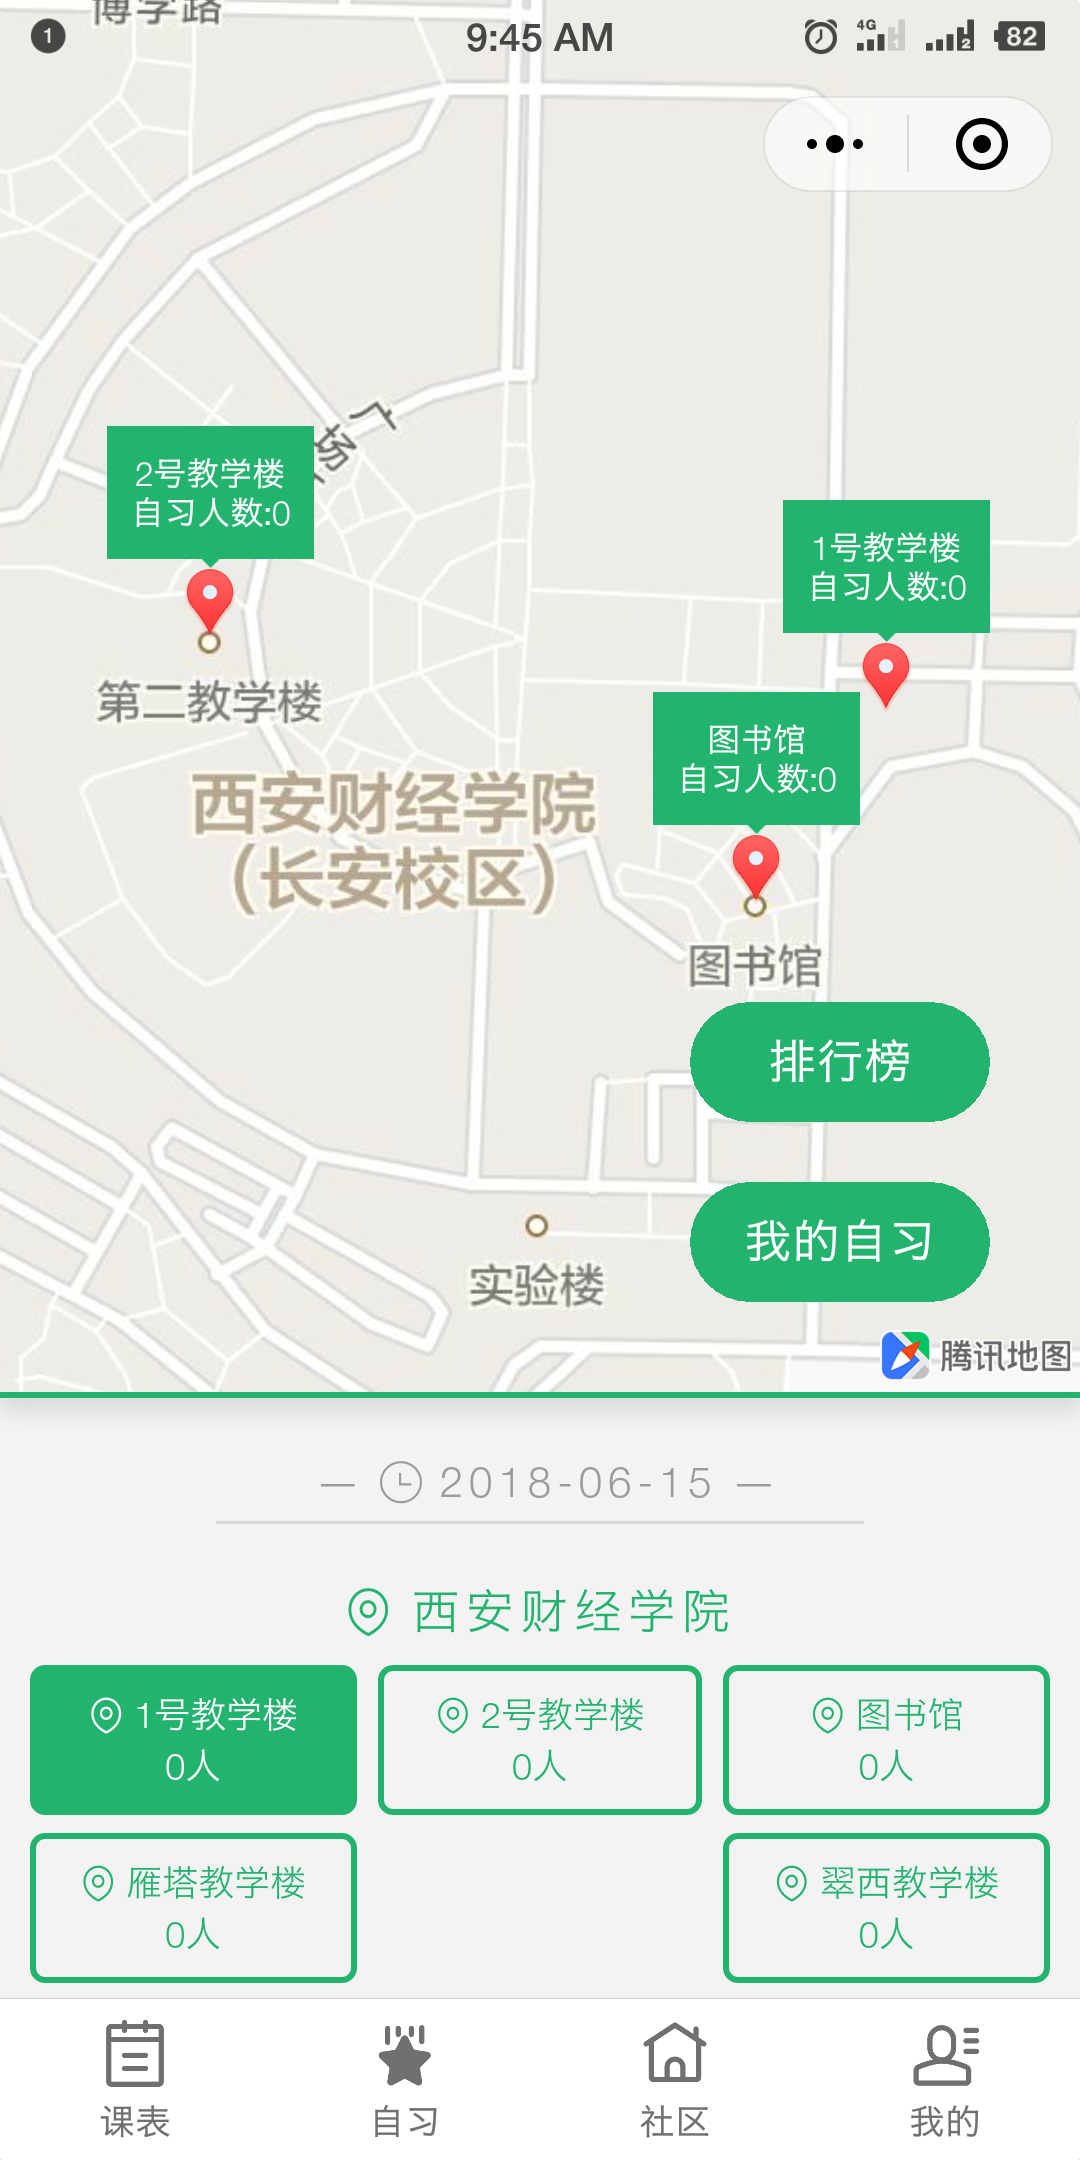 博学路
1
9:45 AM
4G
1
2
82
广场
2号教学楼
自习人数:0
1号教学楼
自习人数:0
第二教学楼
图书馆
自习人数:0
西安财经学院
(长安校区)
图书馆
排行榜
我的自习
实验楼
腾讯地图
2018-06-15
西安财经学院
1号教学楼
0人
2号教学楼
0人
图书馆
0人
雁塔教学楼
0人
翠西教学楼
0人
课表
自习
社区
我的